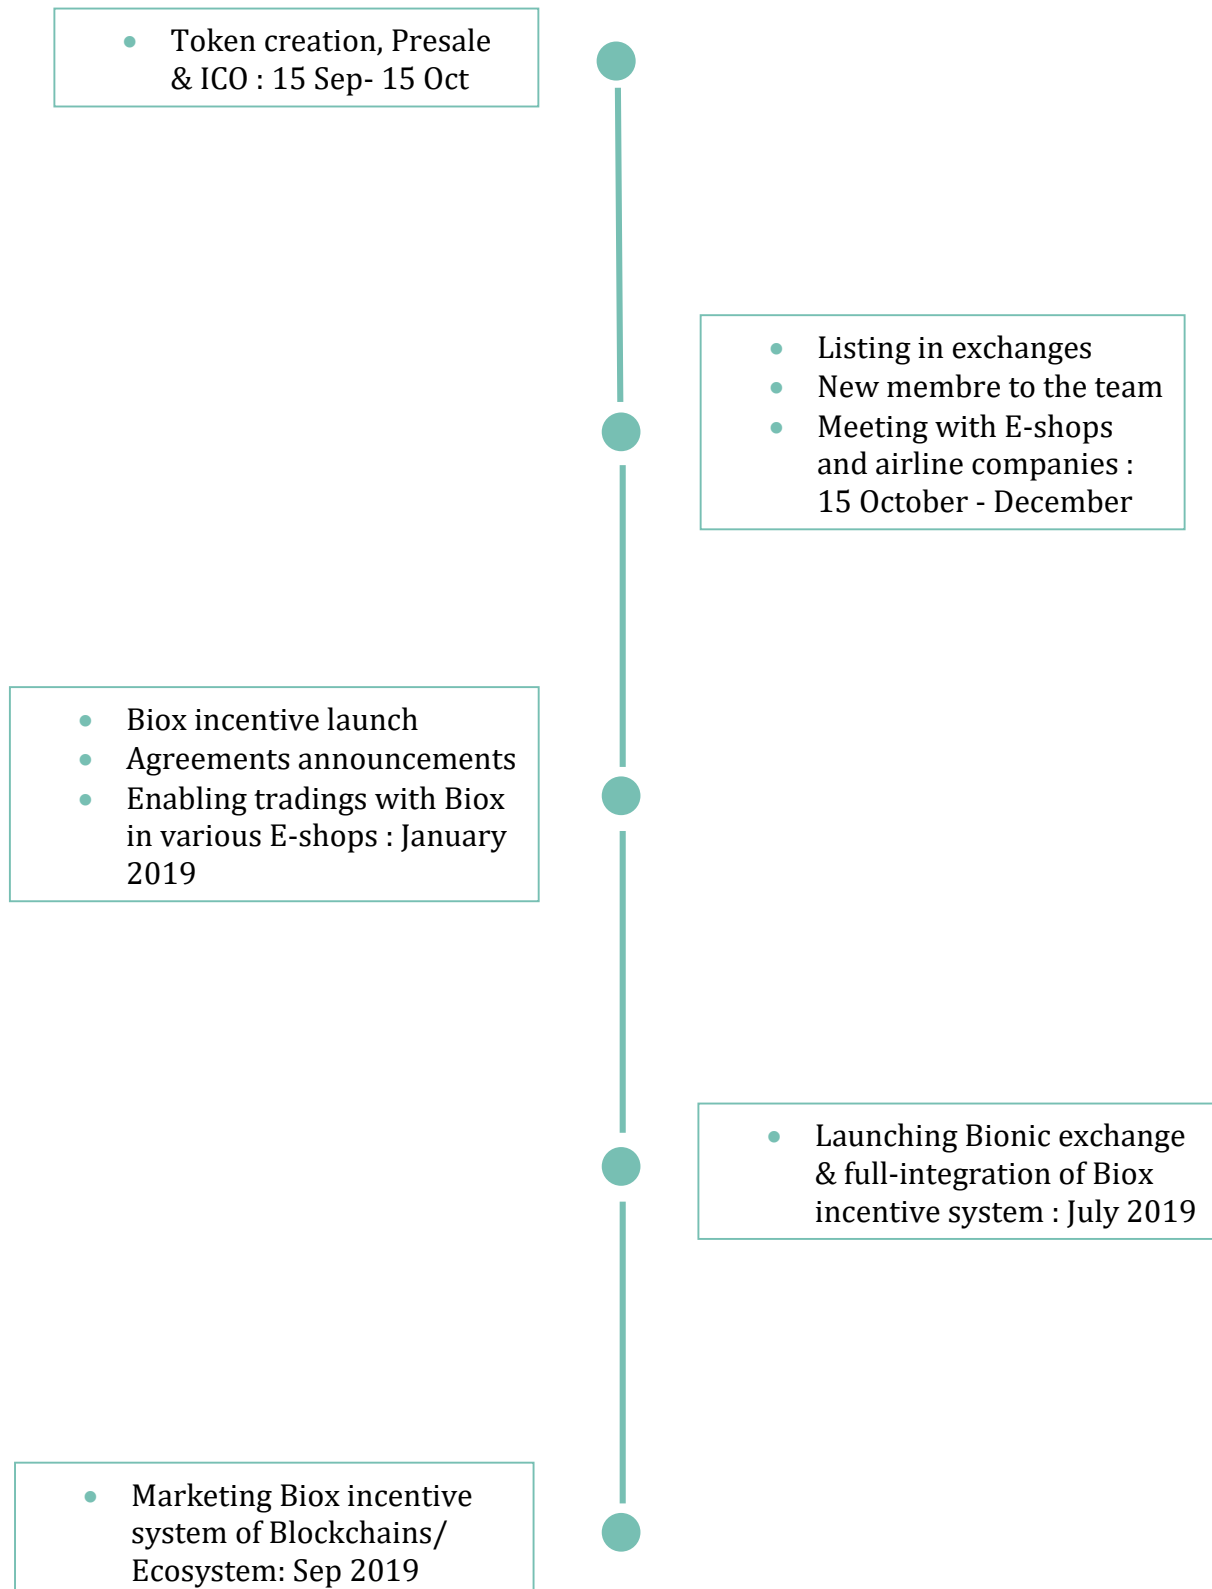 • Token creation, Presale
& ICO : 15 Sep- 15 Oct
• Listing in exchanges
• New membre to the team
• Meeting with E-shops
and airline companies :
15 October - December
• Biox incentive launch
• Agreements announcements
• Enabling tradings with Biox
in various E-shops : January
2019
• Launching Bionic exchange
& full-integration of Biox
incentive system : July 2019
• Marketing Biox incentive
system of Blockchains/
Ecosystem: Sep 2019